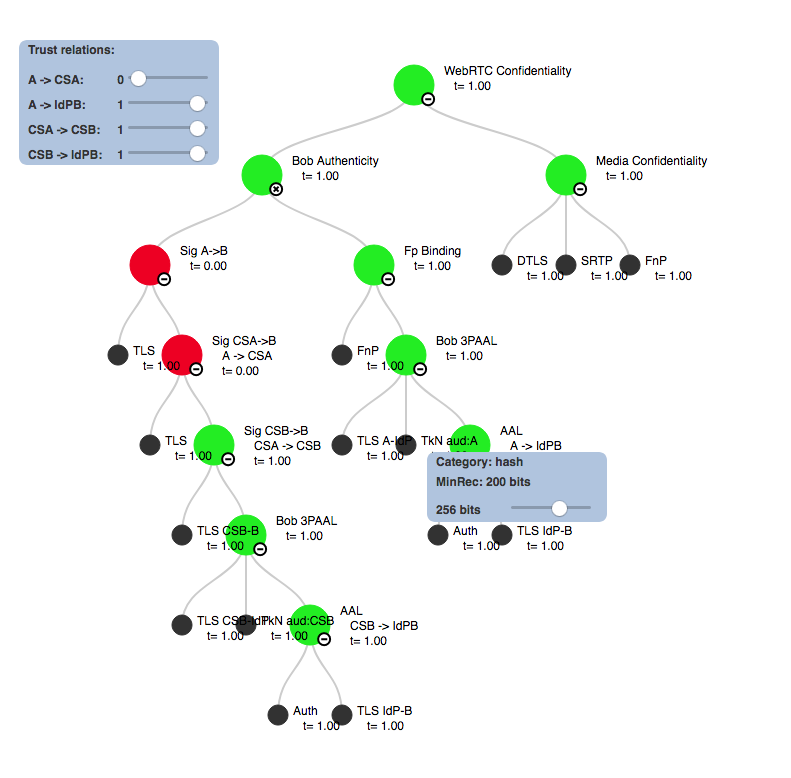 Trust relations:
A -> CSA: 0
A -> IdPB: 1
CSA -> CSB: 1
CSB -> IdPB: 1
WebRTC Confidentiality
t= 1.00
Bob Authenticity
t= 1.00
Media Confidentiality
t= 1.00
Sig A->B
t= 0.00
Fp Binding
t= 1.00
DTLS
t= 1.00
SRTP
t= 1.00
FnP
t= 1.00
TLS
t= 1.00
Sig CSA->B
A -> CSA
t= 0.00
FnP
t= 1.00
Bob 3PAAL
t= 1.00
TLS
t= 1.00
Sig CSB->B
CSA -> CSB
t= 1.00
TLS A-IdP
TkN aud:A
AAL
A -> IdPB
Category: hash
MinRec: 200 bits
256 bits
TLS CSB-B
t= 1.00
Bob 3PAAL
t= 1.00
Auth
t= 1.00
TLS IdP-B
t= 1.00
TLS CSB-IdP
t= 1.00
TkN aud:CSB
t= 1.00
AAL
CSB -> IdPB
t= 1.00
Auth
t= 1.00
TLS IdP-B
t= 1.00